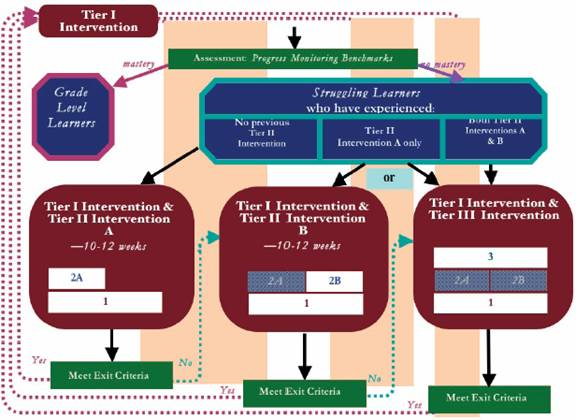 Tier I
Intervention
Assessment: Progress Monitoring Benchmarks
mastery
no mastery
Grade
Level
Learners
Struggling Learners
who have experienced:
No previous
Tier II
Intervention
Tier II
Intervention A only
Both Tier II
Interventions A
& B
or
Tier I Intervention &
Tier II Intervention
A
—10-12 weeks
2A
1
Tier I Intervention &
Tier II Intervention
B
—10-12 weeks
2A
2B
1
Tier I Intervention &
Tier III Intervention
3
2A
2B
1
Yes
Meet Exit Criteria
No
Yes
Meet Exit Criteria
No
Yes
Meet Exit Criteria